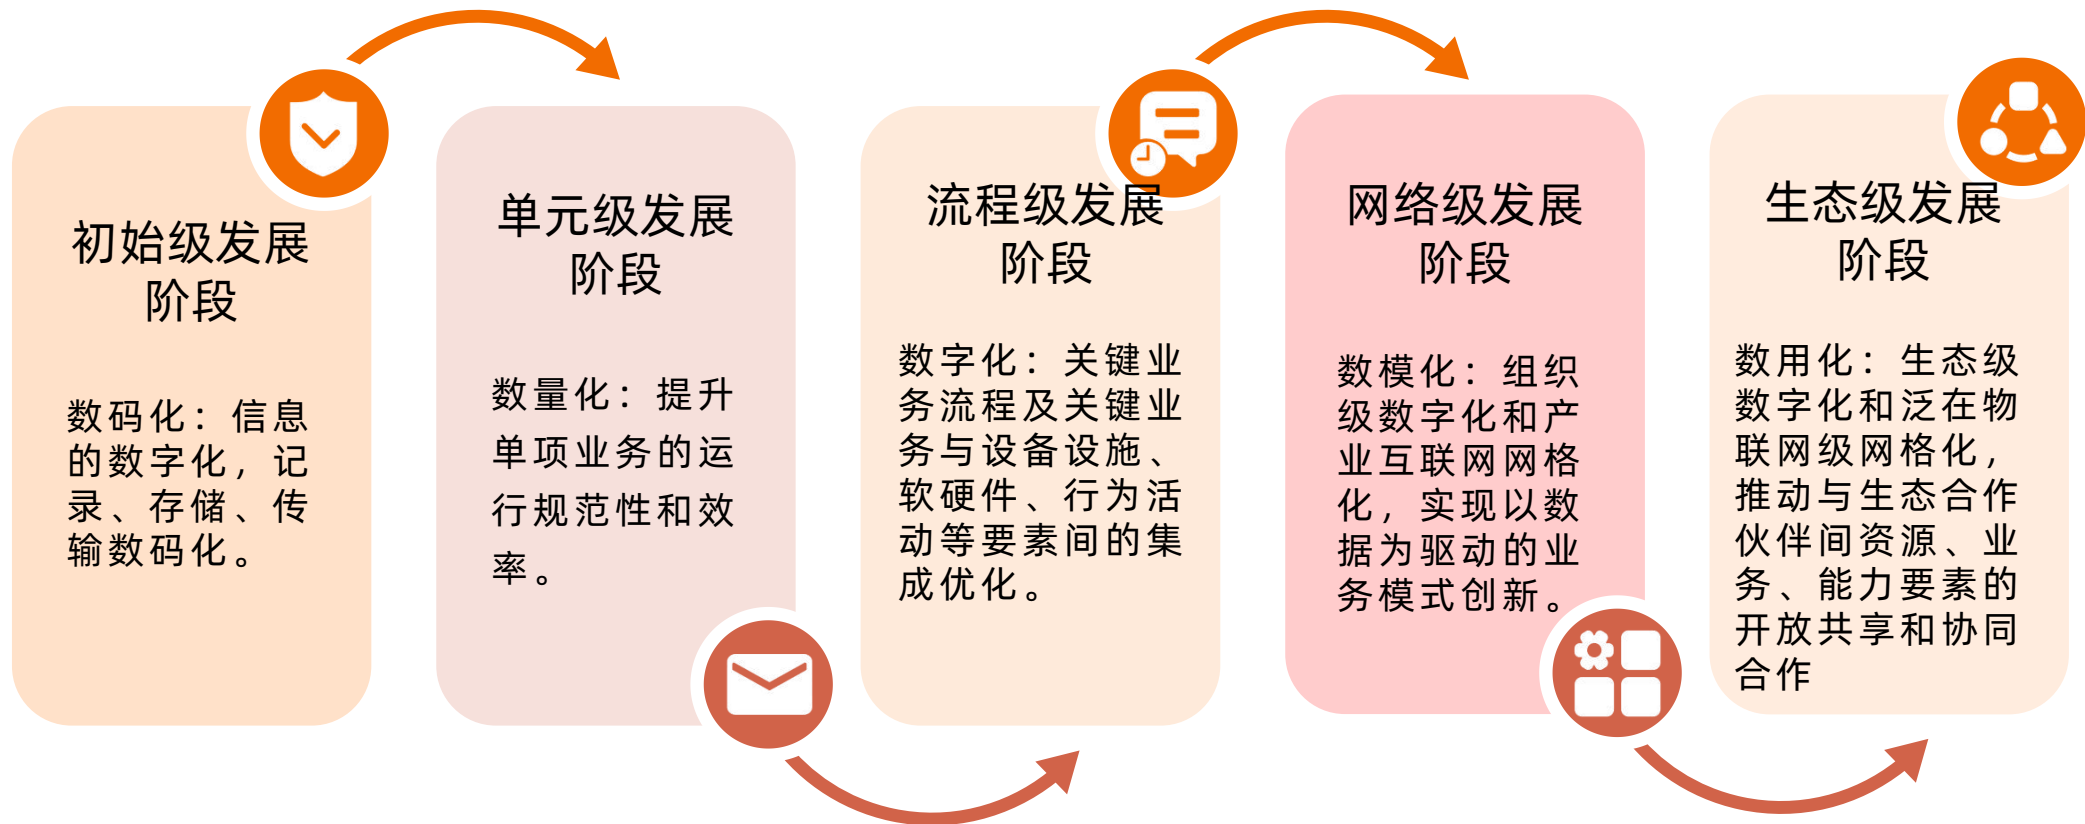 初始级发展
阶段
数码化：信息
的数字化，记
录、存储、传
输数码化。
单元级发展
阶段
数量化：提升
单项业务的运
行规范性和效
率。
流程级发展
阶段
数字化：关键业
务流程及关键业
务与设备设施、
软硬件、行为活
动等要素间的集
成优化。
网络级发展
阶段
数模化：组织
级数字化和产
业互联网网格
化，实现以数
据为驱动的业
务模式创新。
生态级发展
阶段
数用化：生态级
数字化和泛在物
联网级网格化，
推动与生态合作
伙伴间资源、业
务、能力要素的
开放共享和协同
合作